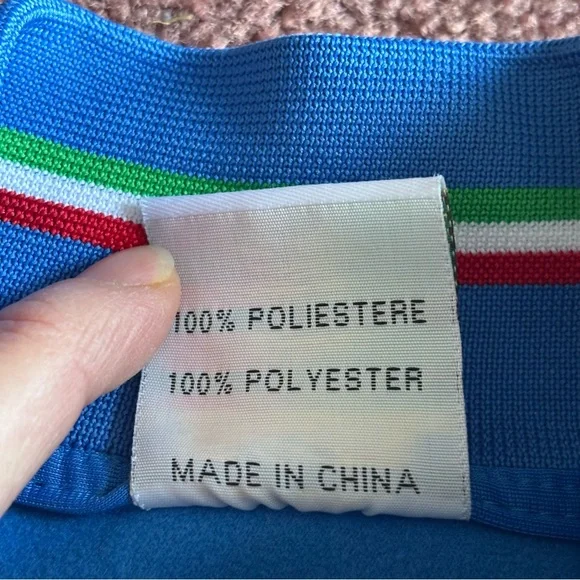 100% POLIESTERE
100% POLYESTER
MADE IN CHINA